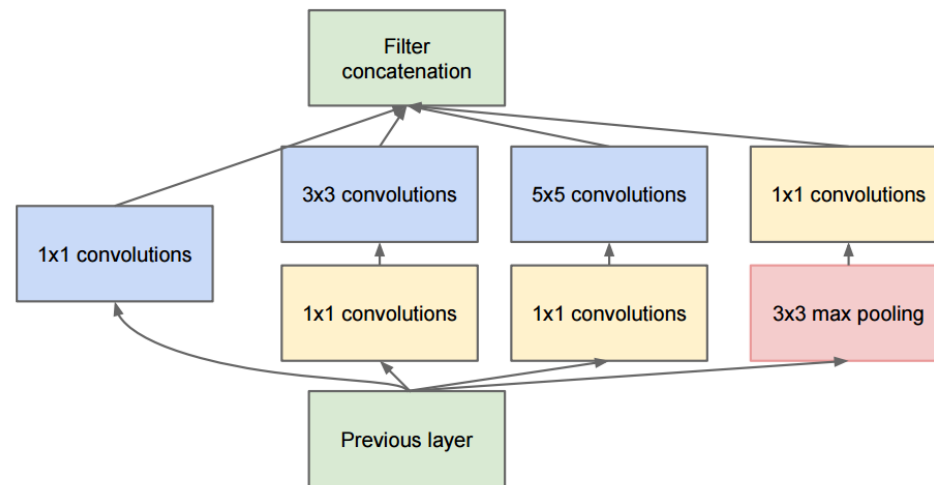 Filter
concatenation
3x3 convolutions
5x5 convolutions
1x1 convolutions
1x1 convolutions
1x1 convolutions
1x1 convolutions
3x3 max pooling
Previous layer